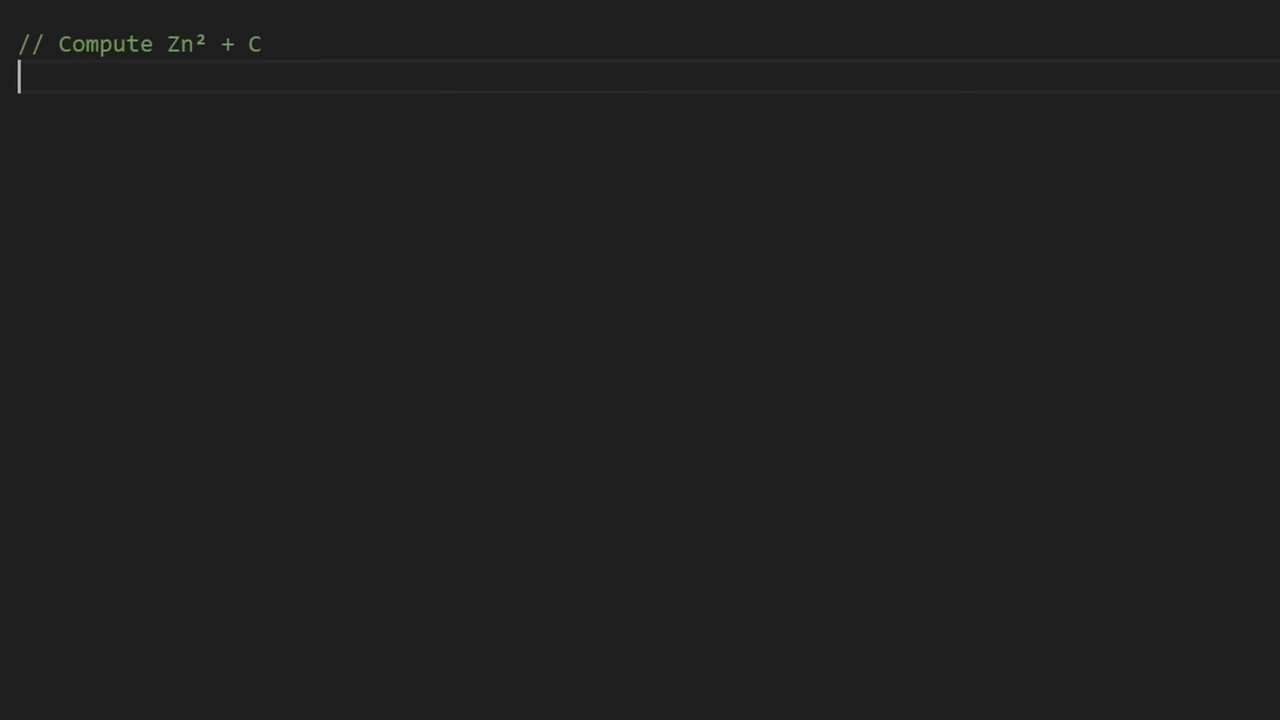 // Compute Zn² + C